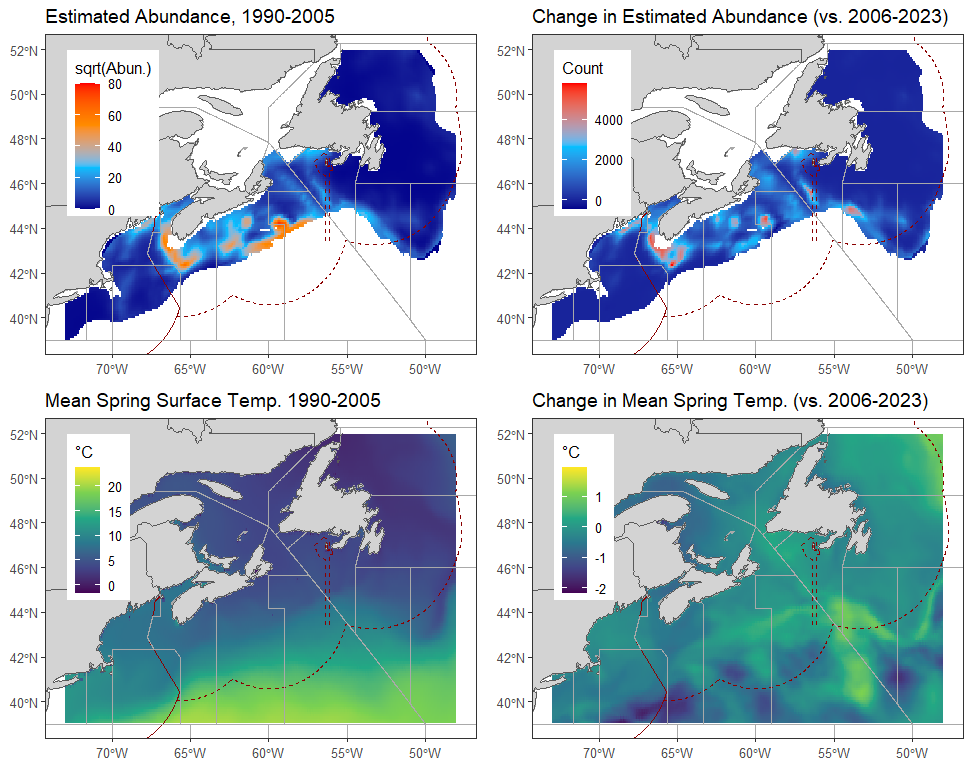 Estimated Abundance, 1990-2005
52°N
50°N
48°N
46°N
44°N
42°N
40°N
sqrt(Abun.)
80
60
40
20
0
70°W
65°W
60°W
55°W
50°W
Change in Estimated Abundance (vs. 2006-2023)
52°N
50°N
48°N
46°N
44°N
42°N
40°N
Count
4000
2000
0
70°W
65°W
60°W
55°W
50°W
Mean Spring Surface Temp. 1990-2005
52°N
50°N
48°N
46°N
44°N
42°N
40°N
°C
20
15
10
5
0
70°W
65°W
60°W
55°W
50°W
Change in Mean Spring Temp. (vs. 2006-2023)
52°N
50°N
48°N
46°N
44°N
42°N
40°N
°C
1
0
-1
-2
70°W
65°W
60°W
55°W
50°W